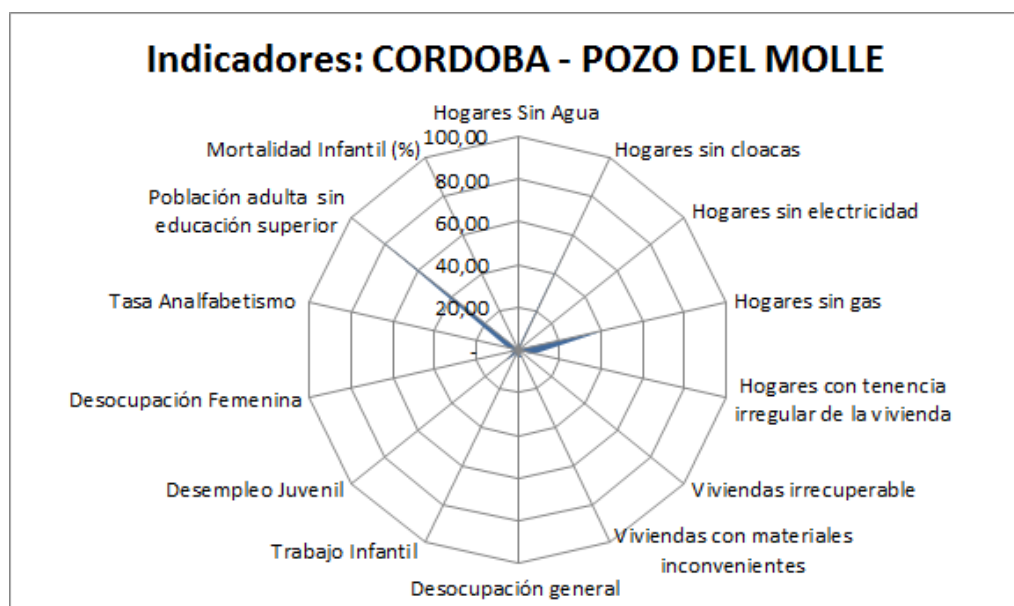 Indicadores: CORDOBA - POZO DEL MOLLE
Hogares Sin Agua
Hogares sin cloacas
Hogares sin electricidad
Hogares sin gas
Hogares con tenencia
irregular de la vivienda
Viviendas irrecuperable
Viviendas con materiales
inconvenientes
Desocupación general
Trabajo Infantil
Desempleo Juvenil
Desocupación Femenina
Tasa Analfabetismo
Población adulta sin
educación superior
Mortalidad Infantil (%)
100,00
80,00
60,00
40,00
20,00
-